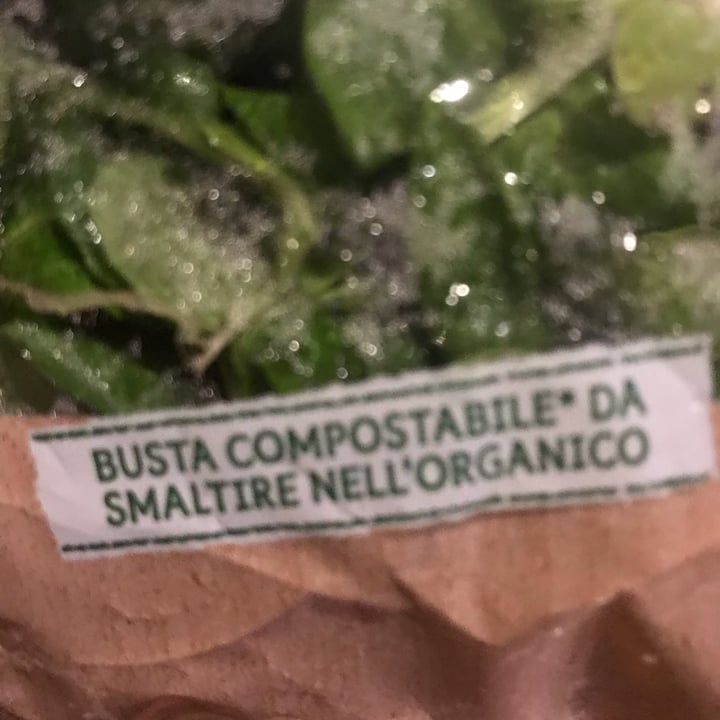 BUSTA COMPOSTABILE* DA
SMALTIRE NELL'ORGANICO